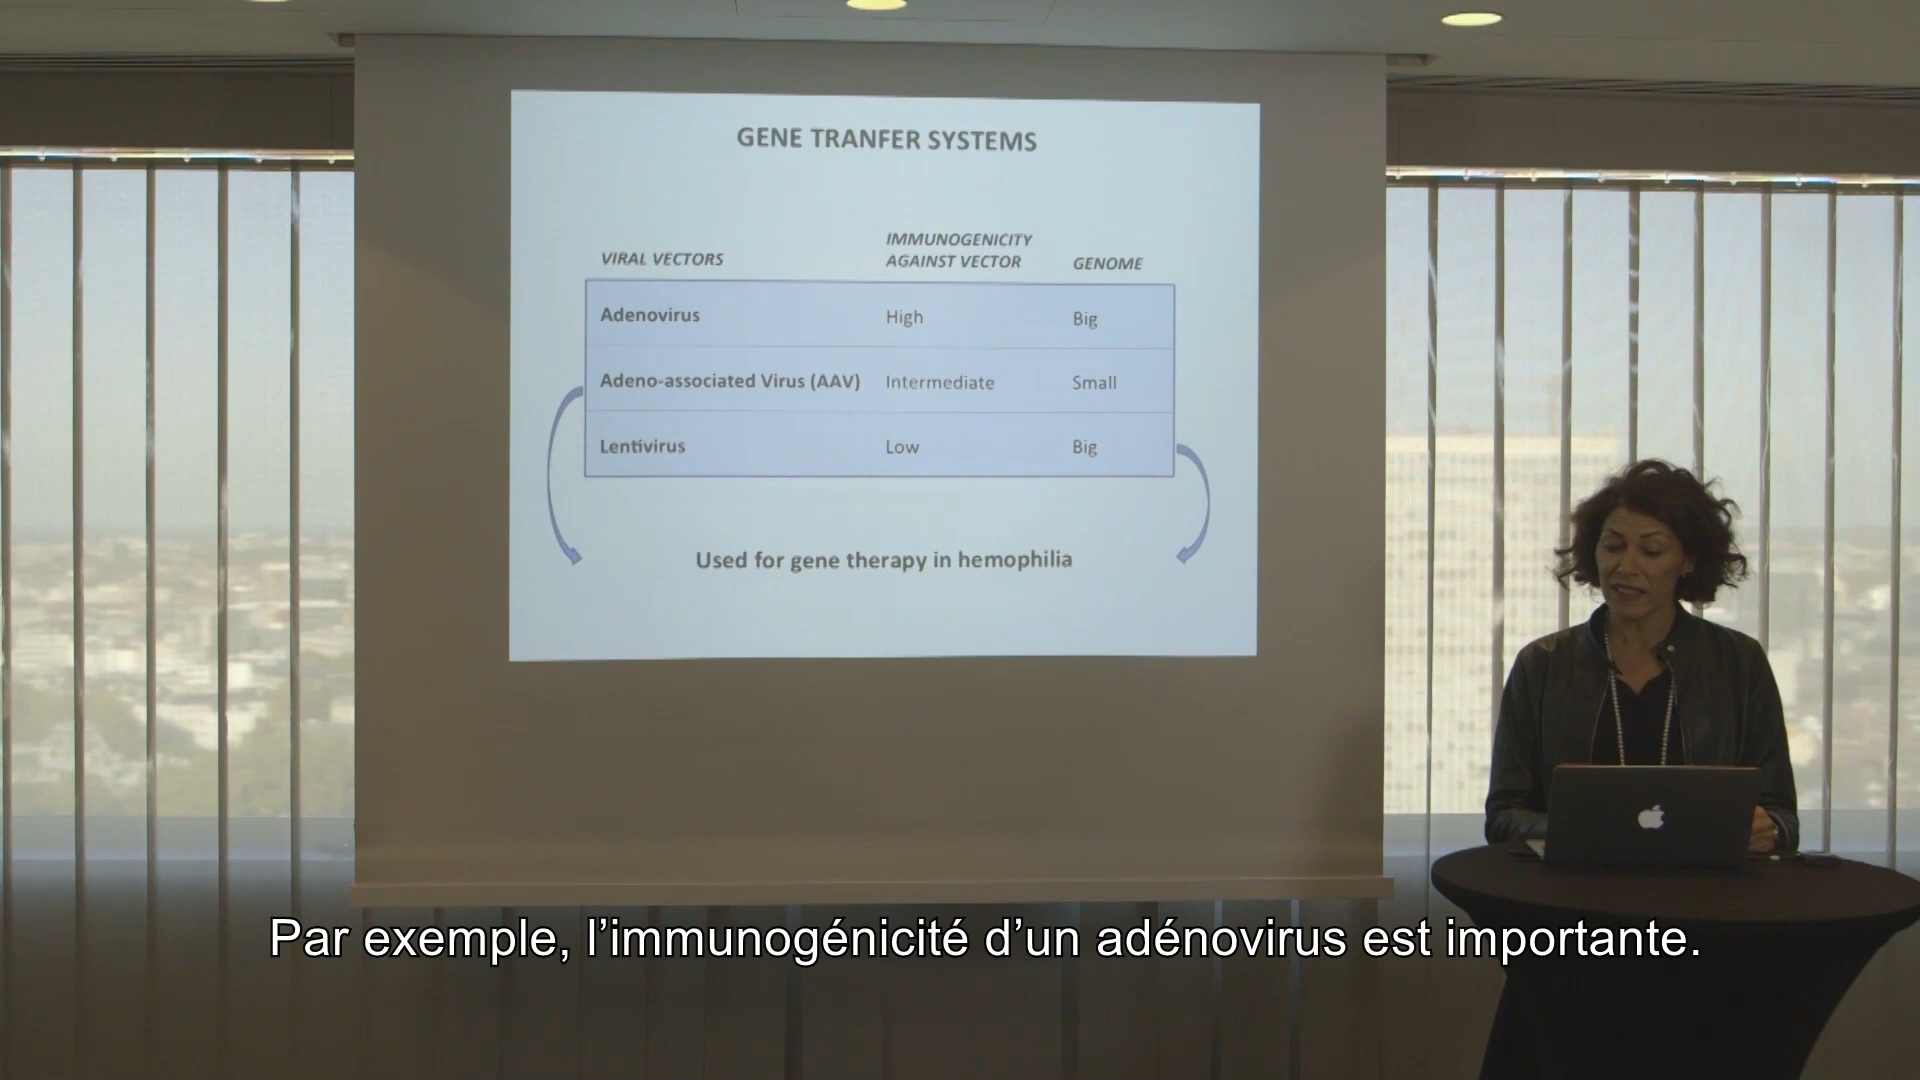 GENE TRANFER SYSTEMS
VIRAL VECTORS
IMMUNOGENICITY
AGAINST VECTOR
GENOME
Adenovirus High Big
Adeno-associated Virus (AAV) Intermediate Small
Lentivirus Low Big
Used for gene therapy in hemophilia
Par exemple, l’immunogénicité d’un adénovirus est importante.